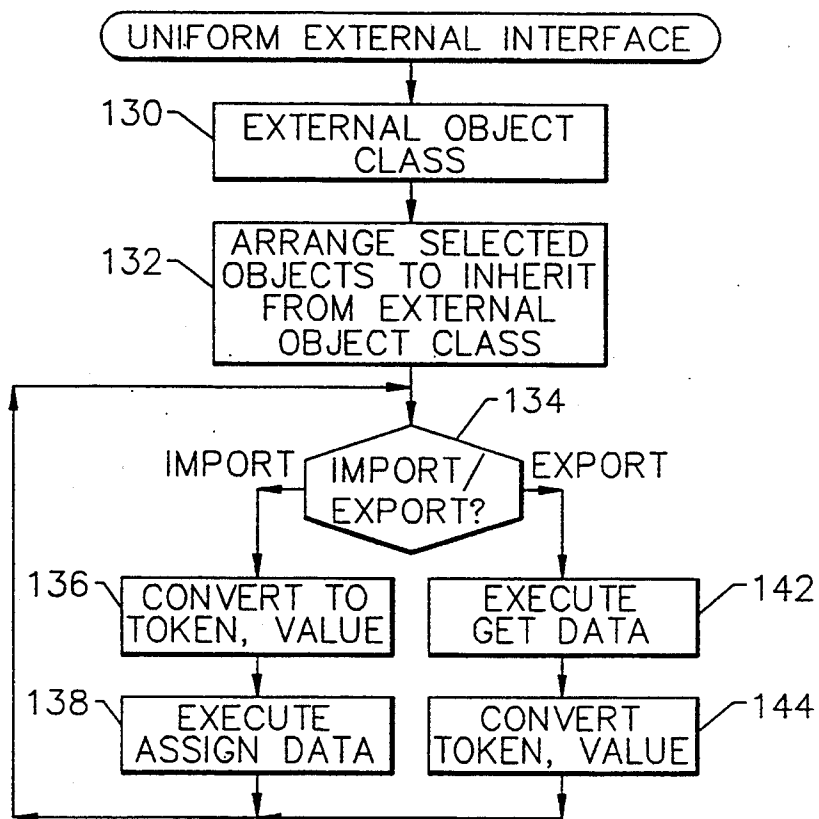 UNIFORM EXTERNAL INTERFACE
130
EXTERNAL OBJECT
CLASS
132
ARRANGE SELECTED
OBJECTS TO INHERIT
FROM EXTERNAL
OBJECT CLASS
134
IMPORT
IMPORT/
EXPORT?
EXPORT
136
CONVERT TO
TOKEN, VALUE
138
EXECUTE
ASSIGN DATA
EXECUTE
GET DATA
142
CONVERT
TOKEN, VALUE
144